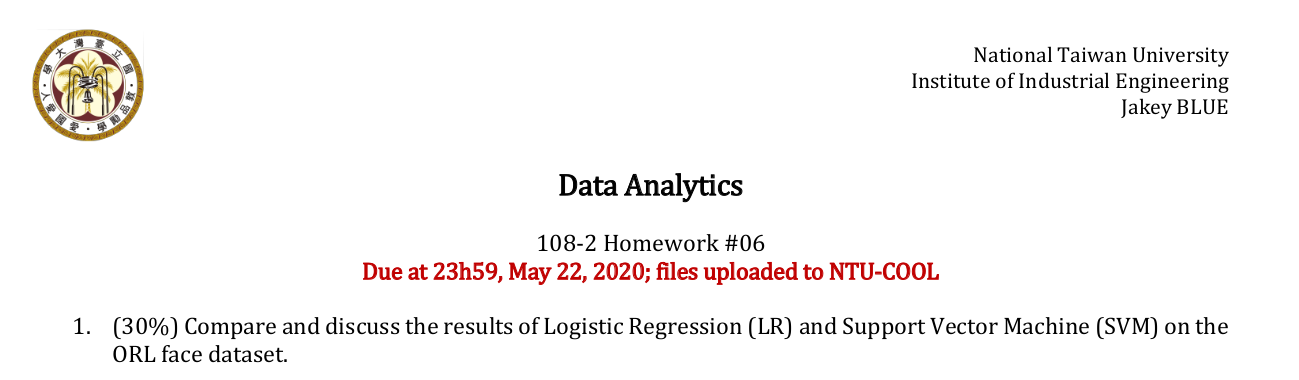 國立臺灣大學
敦品勵學·愛國愛人
National Taiwan University
Institute of Industrial Engineering
Jakey BLUE
Data Analytics
108-2 Homework #06
Due at 23h59, May 22, 2020; files uploaded to NTU-COOL
1. (30%) Compare and discuss the results of Logistic Regression (LR) and Support Vector Machine (SVM) on the
ORL face dataset.